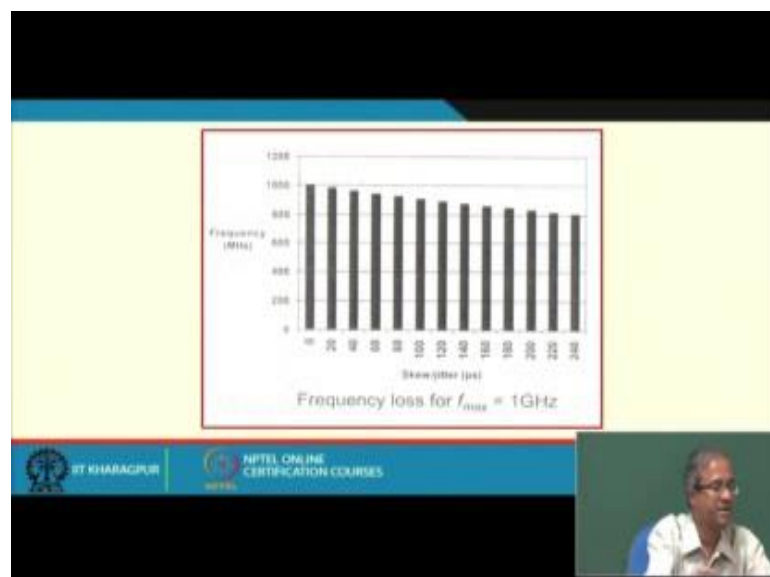 1200
1000
800
600
400
200
0
Frequency
(MHz)
0 20 40 60 80 100 120 140 160 180 200 220 240
Skew/jitter (ps)
Frequency loss for fmax = 1GHz
IIT KHARAGPUR
NPTEL
NPTEL ONLINE
CERTIFICATION COURSES